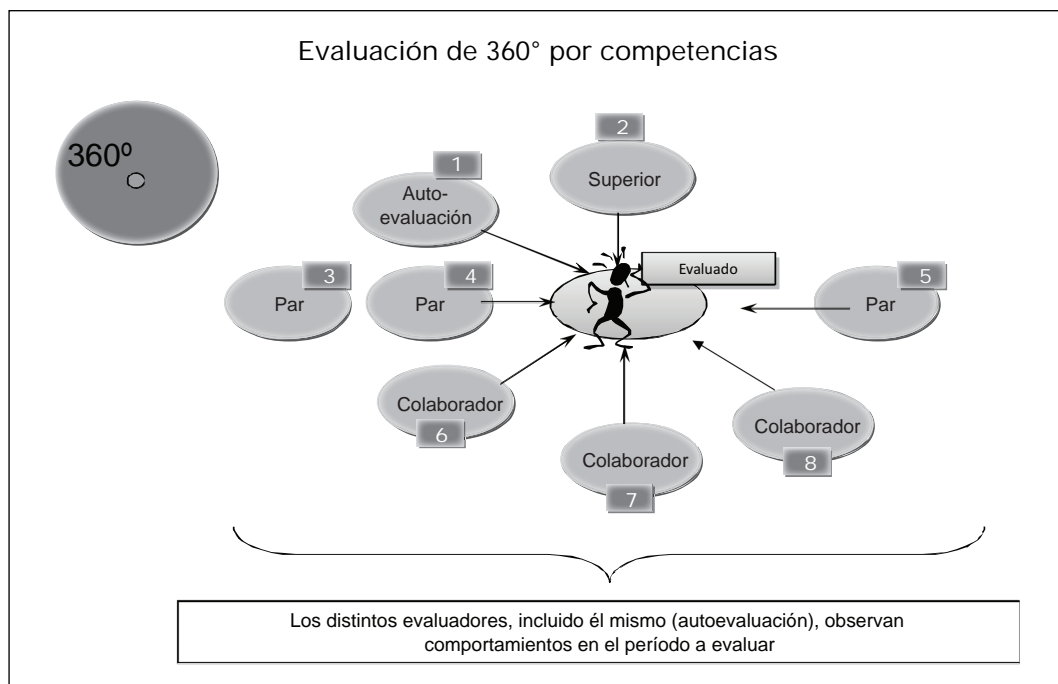 Evaluación de 360° por competencias
360º
1
Auto-
evaluación
2
Superior
Evaluado
3
Par
4
Par
5
Par
Colaborador
6
Colaborador
7
Colaborador
8
Los distintos evaluadores, incluido él mismo (autoevaluación), observan
comportamientos en el período a evaluar